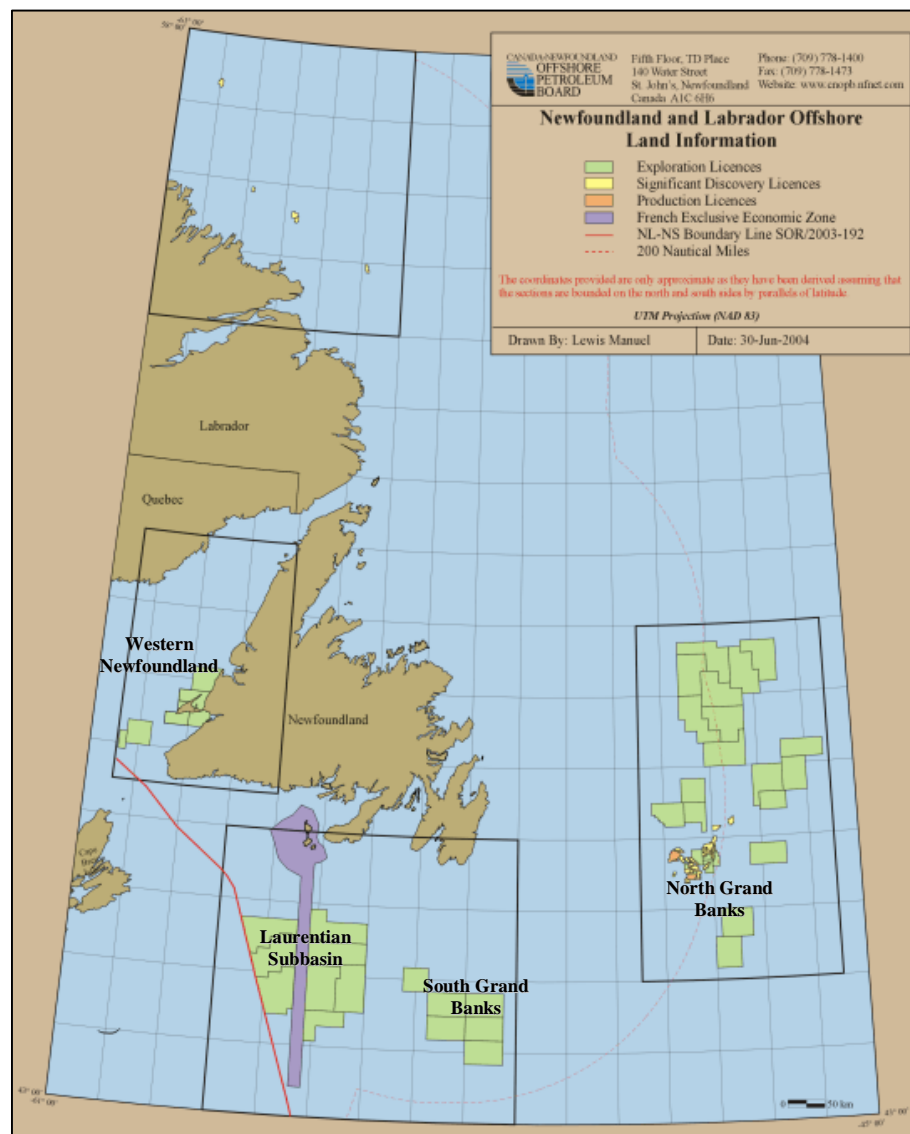 CANADA-NEWFOUNDLAND
OFFSHORE
PETROLEUM
BOARD
Fifth Floor, TD Place
140 Water Street
St. John's, Newfoundland
Canada A1C 6H6
Phone: (709) 778-1400
Fax: (709) 778-1473
Website: www.cnopb.nfnet.com
Newfoundland and Labrador Offshore
Land Information
Exploration Licences
Significant Discovery Licences
Production Licences
French Exclusive Economic Zone
NL-NS Boundary Line SOR/2003-192
200 Nautical Miles
The coordinates provided are only approximate as they have been derived assuming that
the sections are bounded on the north and south sides by parallels of latitude.
UTM Projection (NAD 83)
Drawn By: Lewis Manuel
Date: 30-Jun-2004
Labrador
Quebec
Western
Newfoundland
Newfoundland
Cape
North Grand
Banks
Laurentian
Subbasin
South Grand
Banks
0 50 km